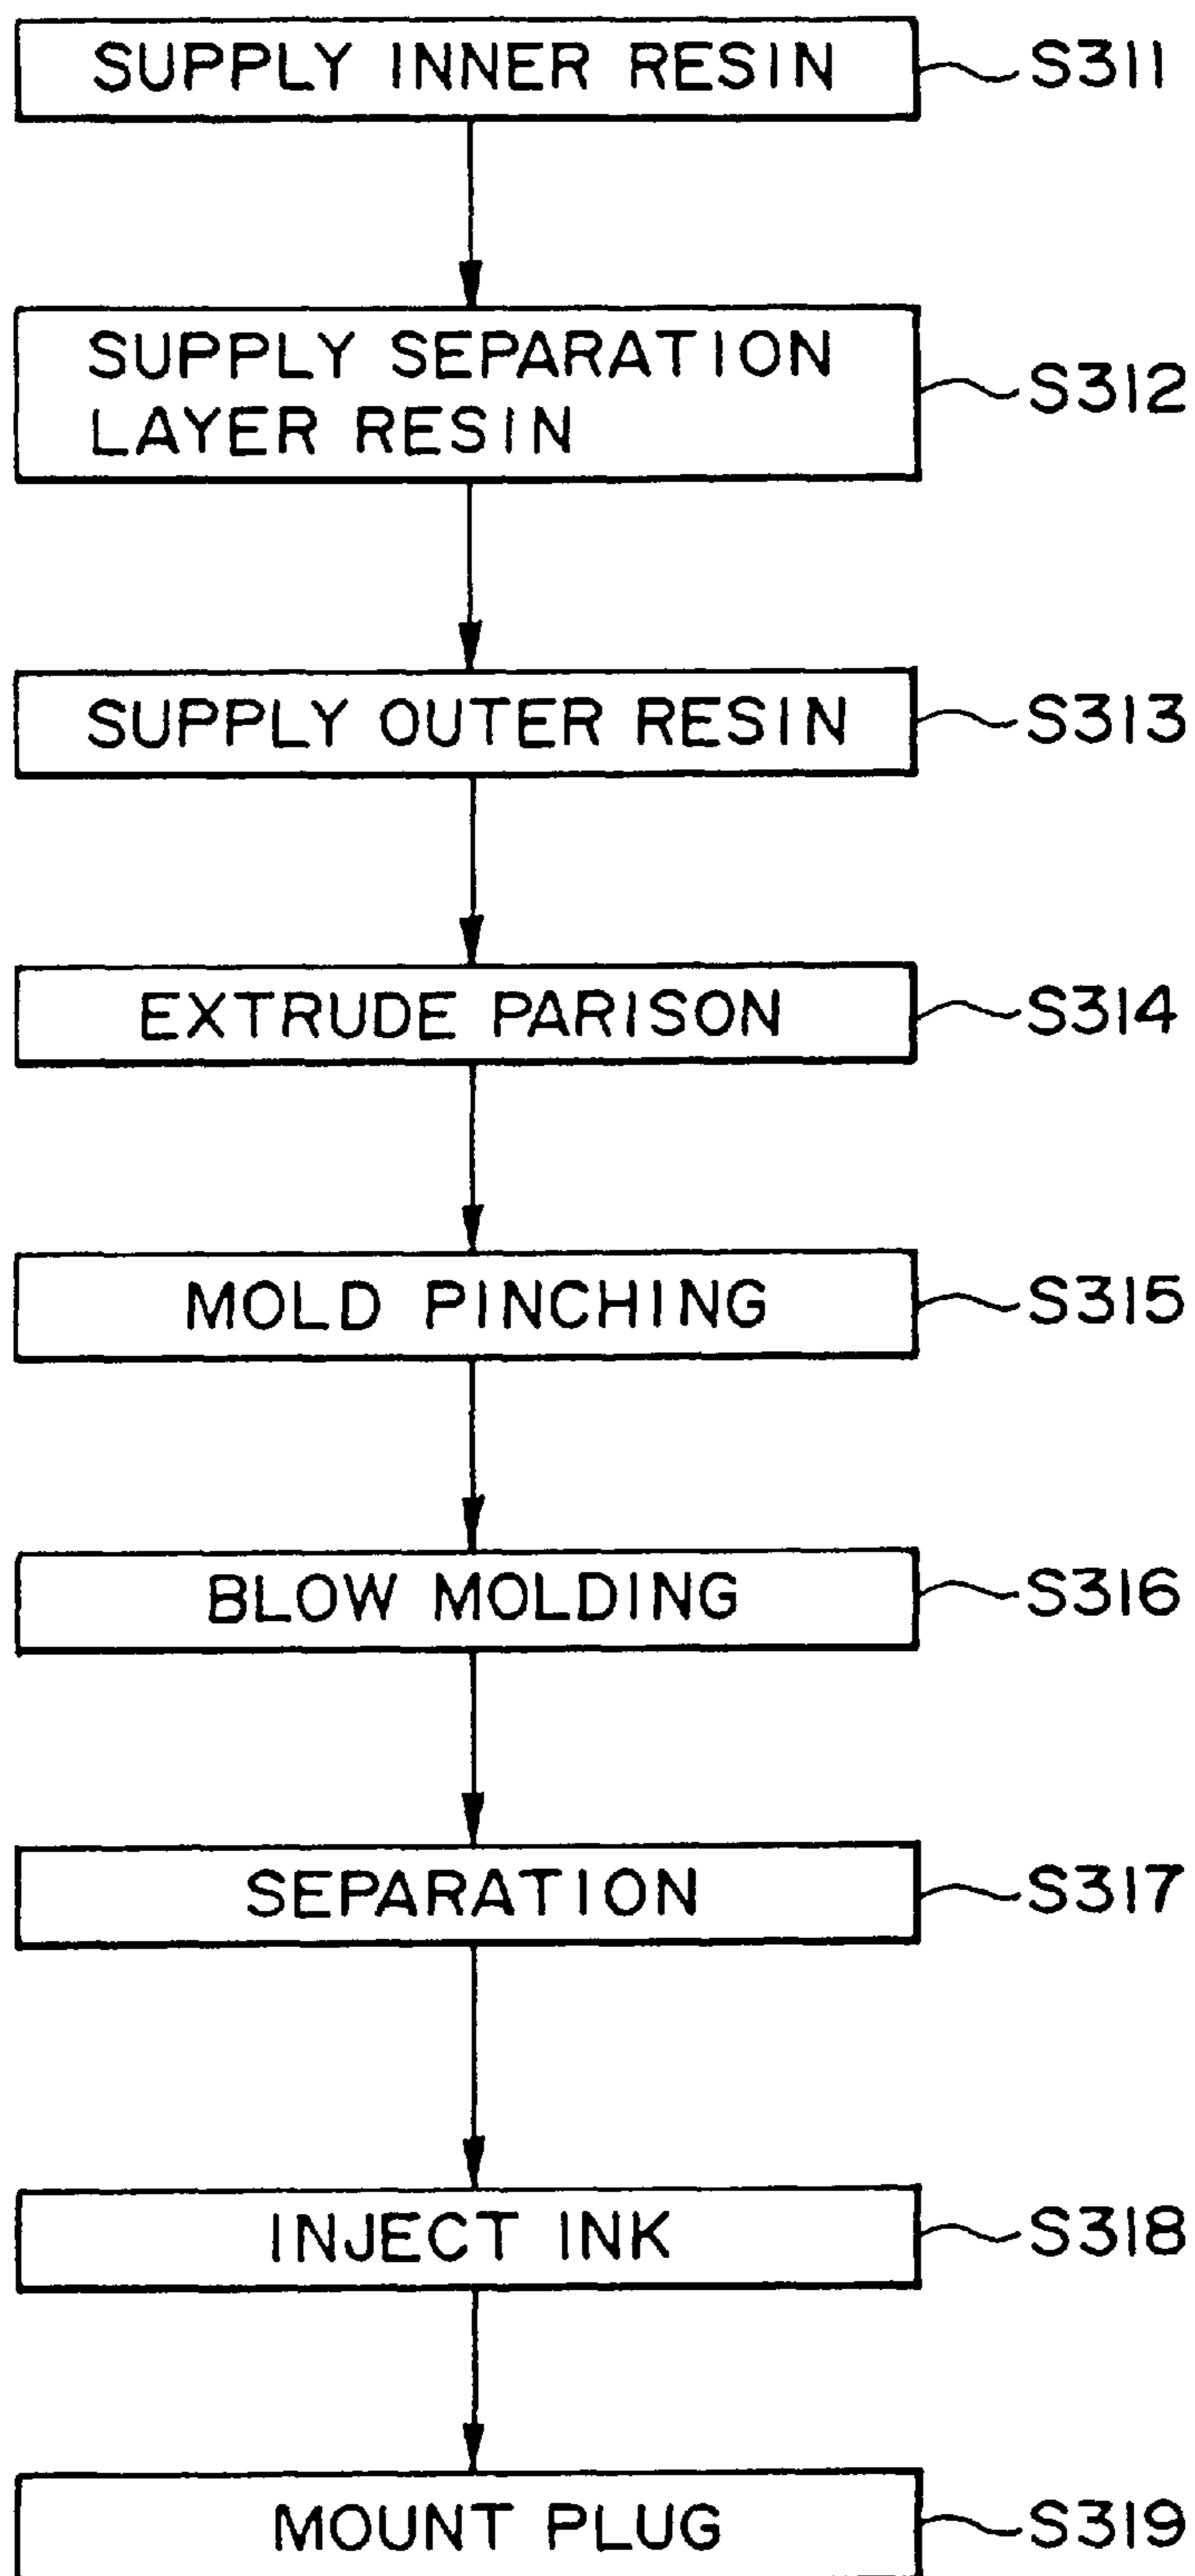 SUPPLY INNER RESIN S311
SUPPLY SEPARATION
LAYER RESIN S312
SUPPLY OUTER RESIN S313
EXTRUDE PARISON S314
MOLD PINCHING S315
BLOW MOLDING S316
SEPARATION S317
INJECT INK S318
MOUNT PLUG S319